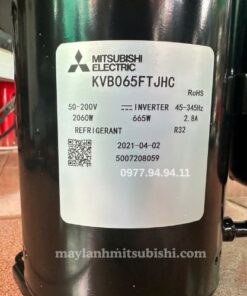 MITSUBISHI
ELECTRIC
KVB065FTJHC
RoHS
50-200V INVERTER 45-345Hz
2060W 665W 2.8A
REFRIGERANT R32
2021-04-02
5007208059
0977.94.94.11
maylanhmitsubishi.com